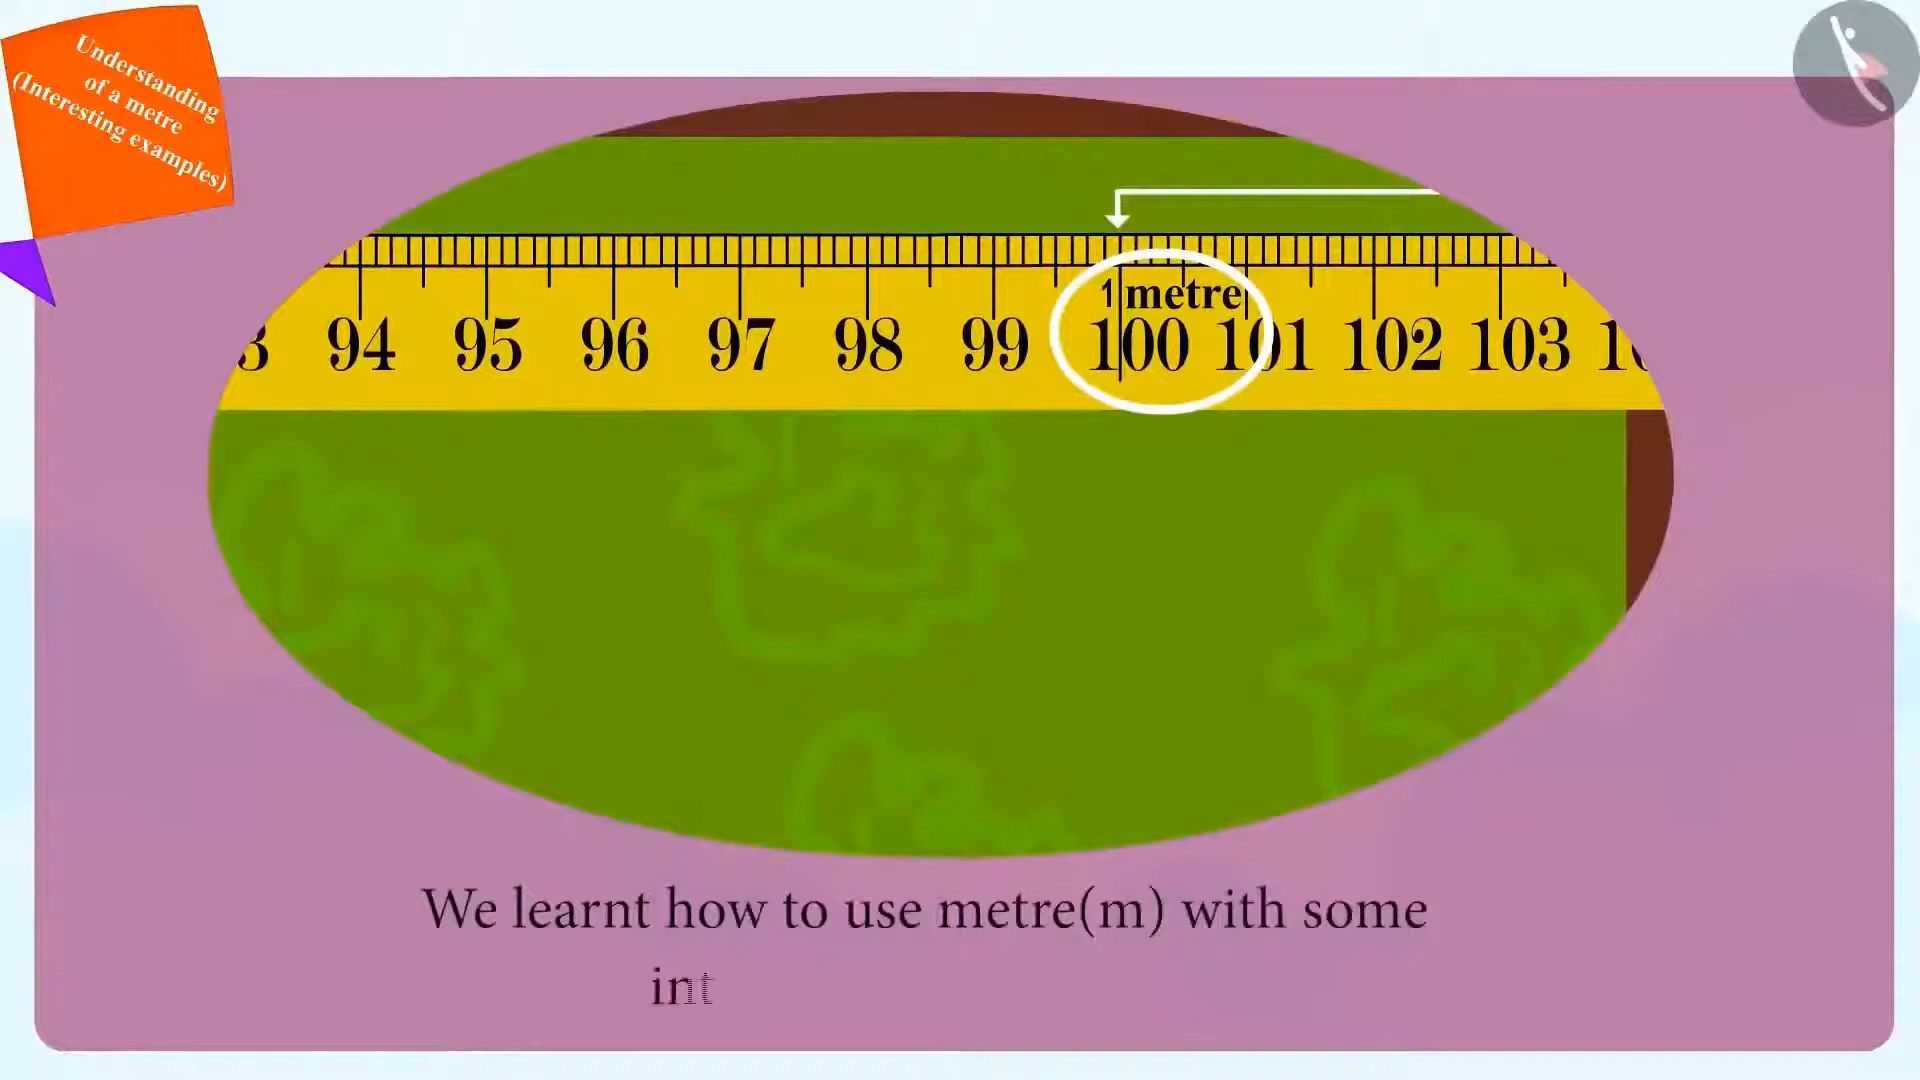 Understanding
of a metre
(Interesting examples)
1 metre
94 95 96 97 98 99 100 101 102 103
We learnt how to use metre(m) with some
int